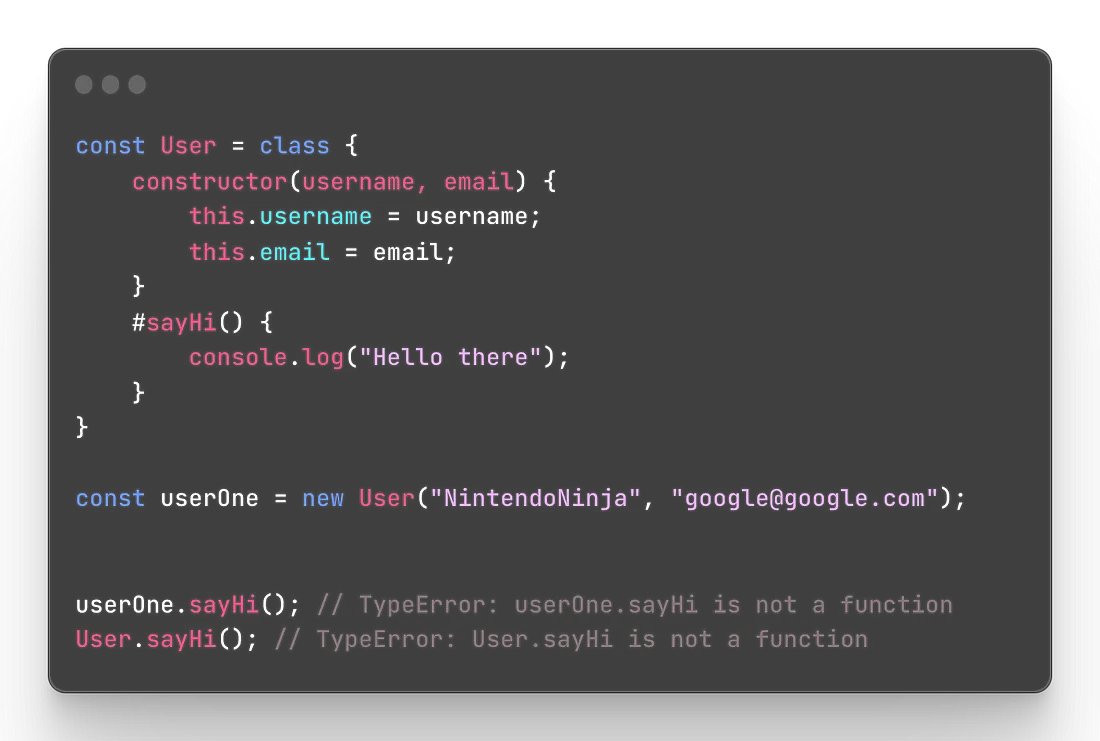 const User = class {
    constructor(username, email) {
        this.username = username;
        this.email = email;
    }
    #sayHi() {
        console.log("Hello there");
    }
}
const userOne = new User("NintendoNinja", "google@google.com");
userOne.sayHi(); // TypeError: userOne.sayHi is not a function
User.sayHi(); // TypeError: User.sayHi is not a function